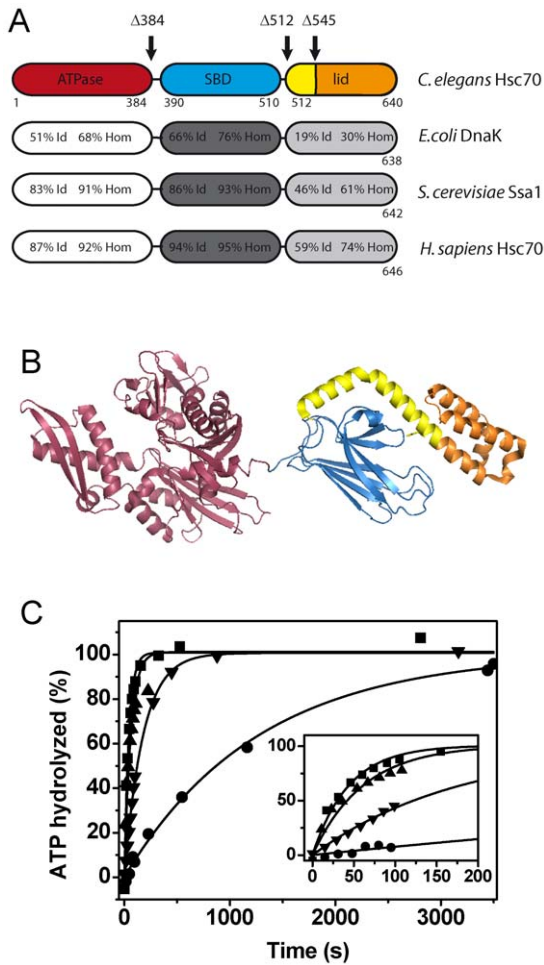 A
Δ384 Δ512 Δ545
ATPase SBD lid C. elegans Hsc70
1 384 390 510 512 640
51% Id 68% Hom 66% Id 76% Hom 19% Id 30% Hom E.coli DnaK
638
83% Id 91% Hom 86% Id 93% Hom 46% Id 61% Hom S. cerevisiae Ssa1
642
87% Id 92% Hom 94% Id 95% Hom 59% Id 74% Hom H. sapiens Hsc70
646
B
C
ATP hydrolyzed (%)
100
80
60
40
20
0
0 1000 2000 3000
Time (s)
100
75
50
25
0
0 50 100 150 200